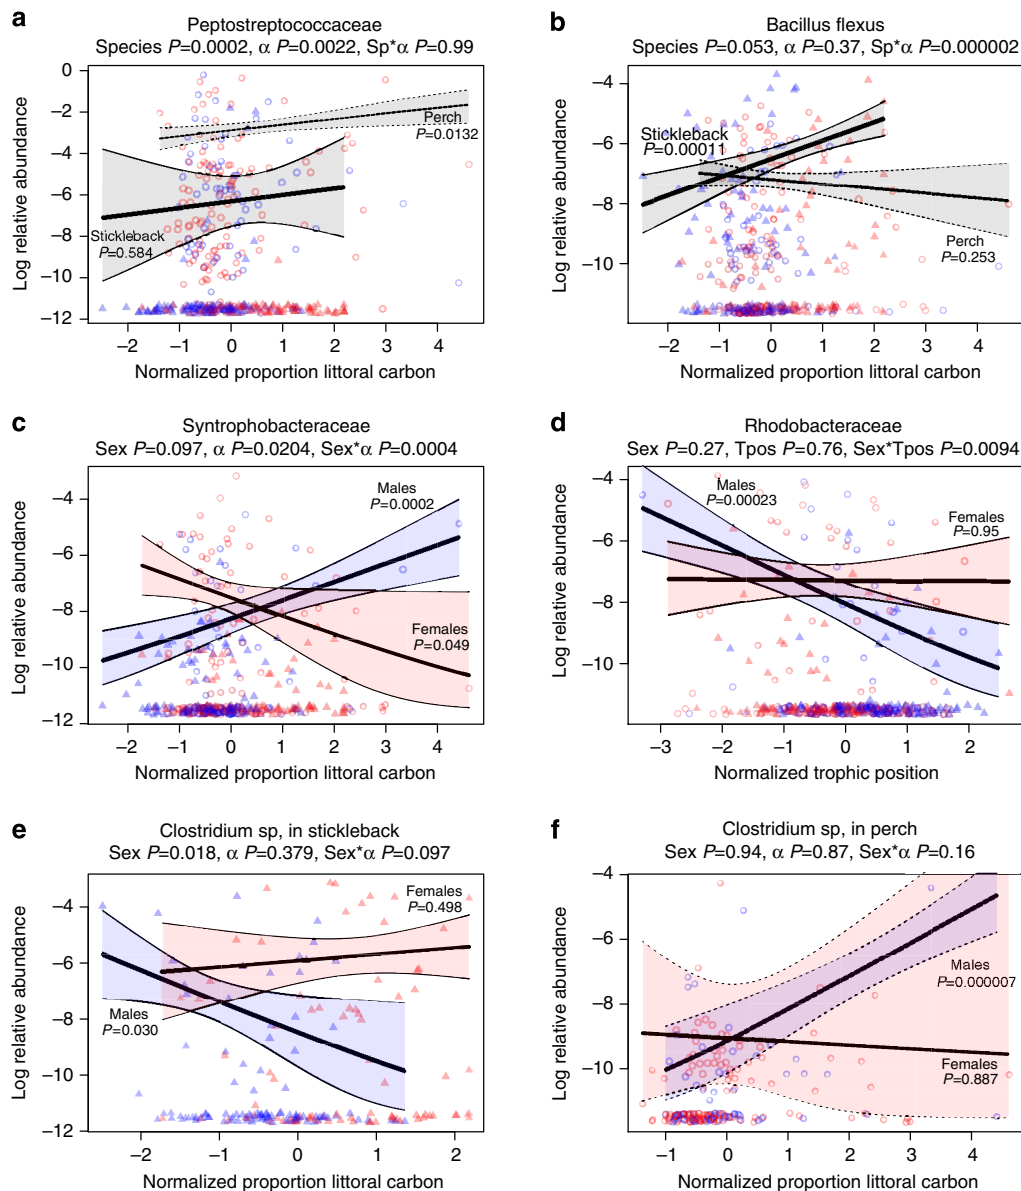 a
Peptostreptococcaceae
Species P=0.0002, α P=0.0022, Sp*α P=0.99
Log relative abundance
0
−2
−4
−6
−8
−10
−12
Perch
P=0.0132
Stickleback
P=0.584
−2 −1 0 1 2 3 4
Normalized proportion littoral carbon
b
Bacillus flexus
Species P=0.053, α P=0.37, Sp*α P=0.000002
Log relative abundance
−4
−6
−8
−10
Stickleback
P=0.00011
Perch
P=0.253
−2 −1 0 1 2 3 4
Normalized proportion littoral carbon
c
Syntrophobacteraceae
Sex P=0.097, α P=0.0204, Sex*α P=0.0004
Log relative abundance
−4
−6
−8
−10
−12
Males
P=0.0002
Females
P=0.049
−2 −1 0 1 2 3 4
Normalized proportion littoral carbon
d
Rhodobacteraceae
Sex P=0.27, Tpos P=0.76, Sex*Tpos P=0.0094
Log relative abundance
−4
−6
−8
−10
Males
P=0.00023
Females
P=0.95
−3 −2 −1 0 1 2
Normalized trophic position
e
Clostridium sp, in stickleback
Sex P=0.018, α P=0.379, Sex*α P=0.097
Log relative abundance
−4
−6
−8
−10
−12
Females
P=0.498
Males
P=0.030
−2 −1 0 1 2
Normalized proportion littoral carbon
f
Clostridium sp, in perch
Sex P=0.94, α P=0.87, Sex*α P=0.16
Log relative abundance
−4
−6
−8
−10
Males
P=0.000007
Females
P=0.887
−1 0 1 2 3 4
Normalized proportion littoral carbon